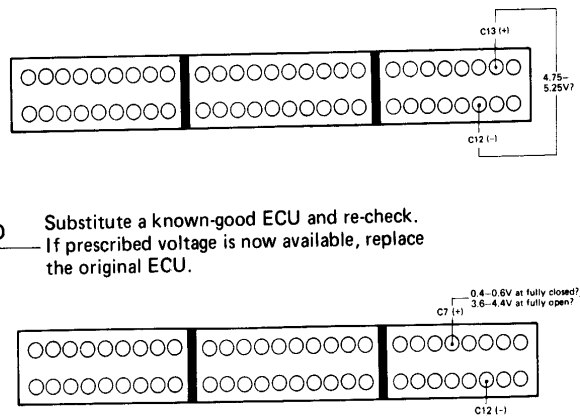 C13 (+)
4.75–
5.25V?
C12 (–)
Substitute a known-good ECU and re-check.
If prescribed voltage is now available, replace
the original ECU.
0.4–0.6V at fully closed?
3.6–4.4V at fully open?
C7 (+)
C12 (–)